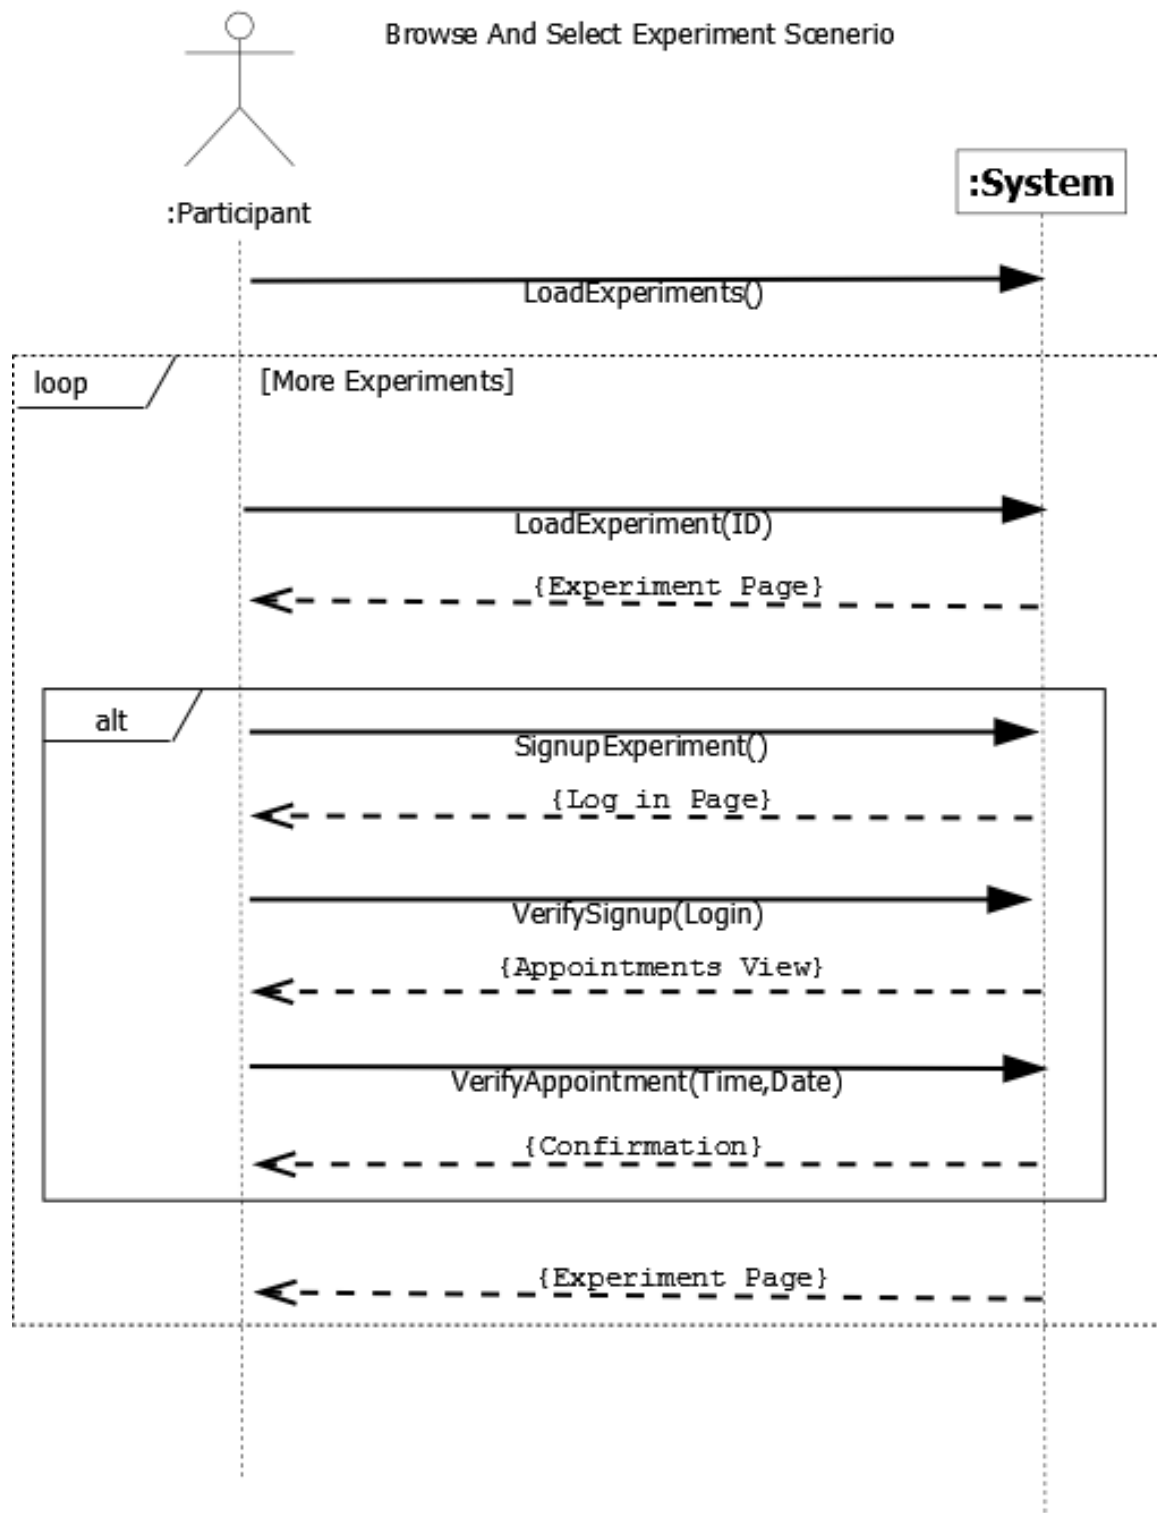 Browse And Select Experiment Scenerio
:System
:Participant
LoadExperiments()
loop
[More Experiments]
LoadExperiment(ID)
{Experiment Page}
alt
SignupExperiment()
{Log in Page}
VerifySignup(Login)
{Appointments View}
VerifyAppointment(Time,Date)
{Confirmation}
{Experiment Page}